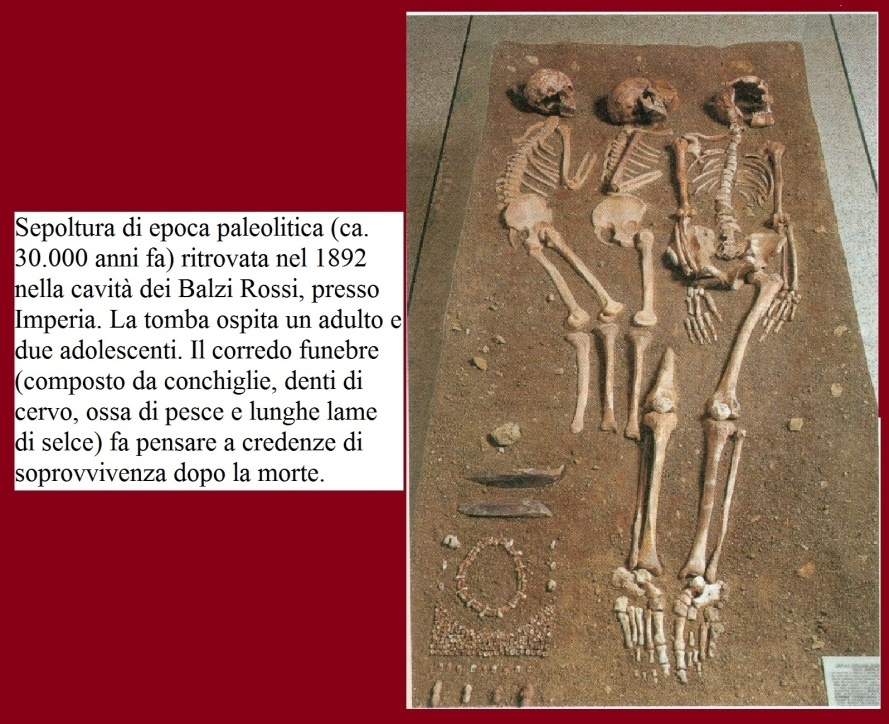 Sepoltura di epoca paleolitica (ca.
30.000 anni fa) ritrovata nel 1892
nella cavità dei Balzi Rossi, presso
Imperia. La tomba ospita un adulto e
due adolescenti. Il corredo funebre
(composto da conchiglie, denti di
cervo, ossa di pesce e lunghe lame
di selce) fa pensare a credenze di
soprovvivenza dopo la morte.